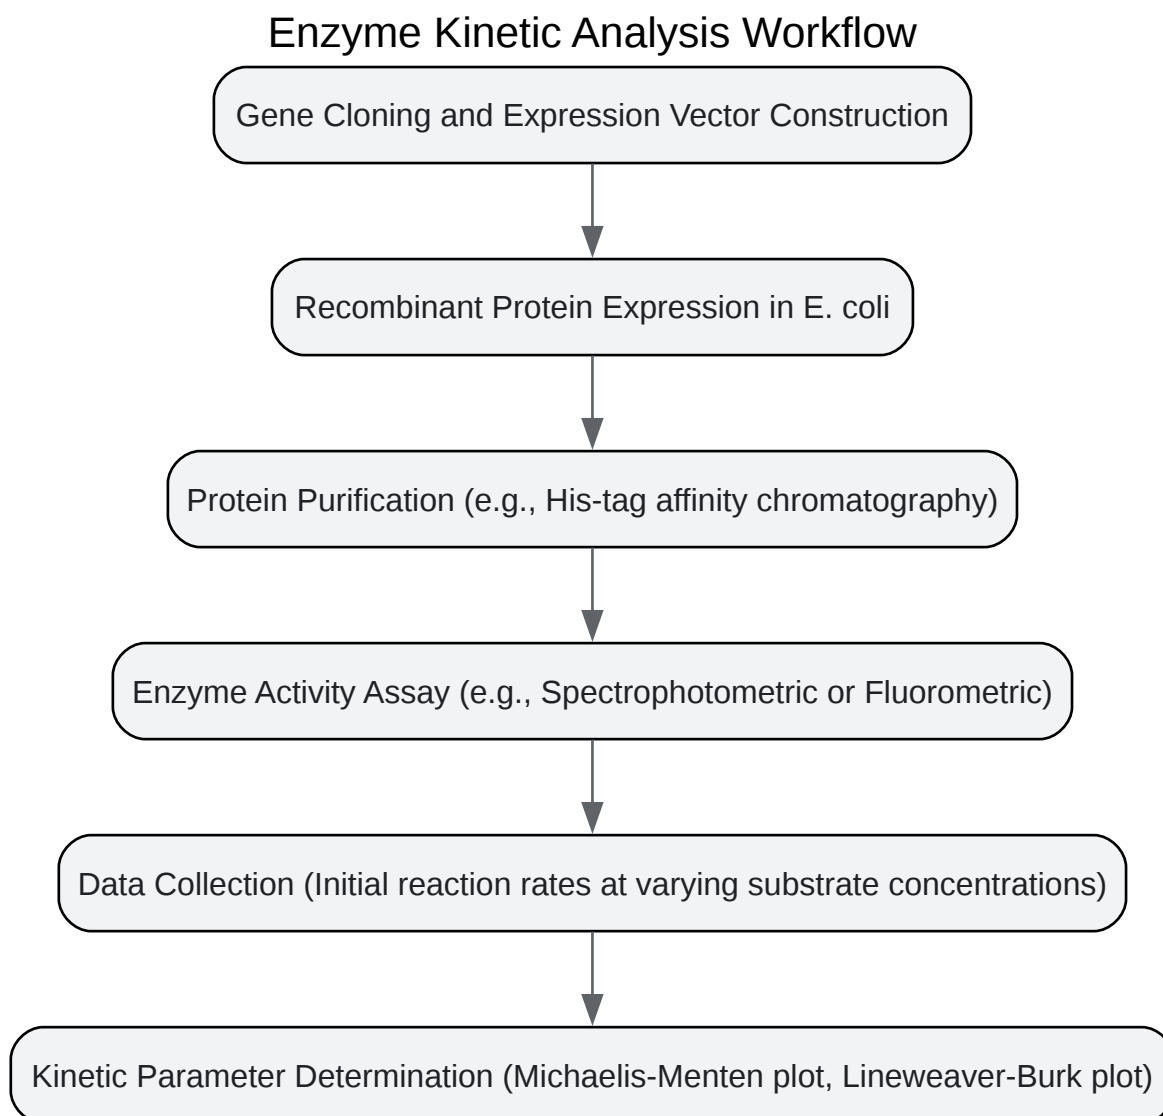 Enzyme Kinetic Analysis Workflow
Gene Cloning and Expression Vector Construction
Recombinant Protein Expression in E. coli
Protein Purification (e.g., His-tag affinity chromatography)
Enzyme Activity Assay (e.g., Spectrophotometric or Fluorometric)
Data Collection (Initial reaction rates at varying substrate concentrations)
Kinetic Parameter Determination (Michaelis-Menten plot, Lineweaver-Burk plot)